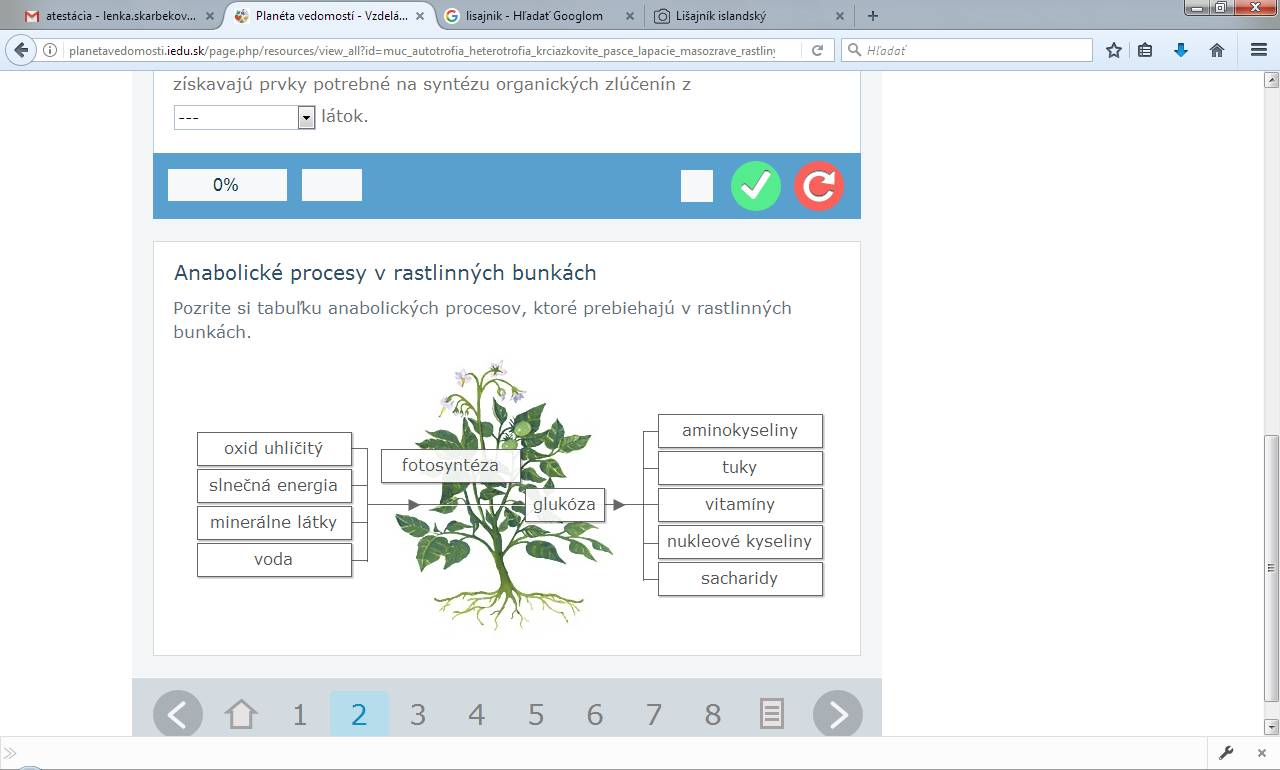 atestácia - lenka.skarbekov...
Planéta vedomostí - Vzdelá...
lisajnik - Hľadať Googlom
Lišajník islandský
planetavedomosti.iedu.sk/page.php/resources/view_all?id=muc_autotrofia_heterotrofia_krciazkovite_pasce_lapacie_masozrave_rastliny
Hľadať
získavajú prvky potrebné na syntézu organických zlúčenín z
--- látok.
0%
Anabolické procesy v rastlinných bunkách
Pozrite si tabuľku anabolických procesov, ktoré prebiehajú v rastlinných
bunkách.
oxid uhličitý
slnečná energia
minerálne látky
voda
fotosyntéza
glukóza
aminokyseliny
tuky
vitamíny
nukleové kyseliny
sacharidy
1 2 3 4 5 6 7 8